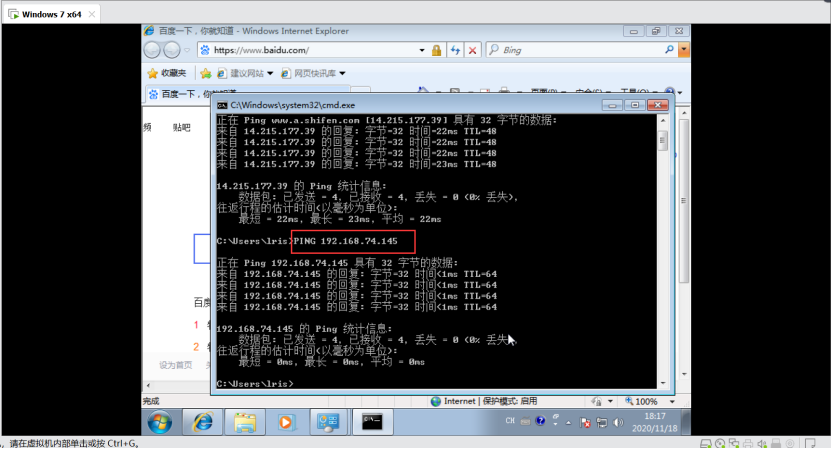 Windows 7 x64
百度一下，你就知道 - Windows Internet Explorer
https://www.baidu.com/
Bing
收藏夹
建议网站
网页快讯库
百度一下，你
C:\Windows\system32\cmd.exe
频 贴吧
正在 Ping www.a.shifen.com [14.215.177.39] 具有 32 字节的数据:
来自 14.215.177.39 的回复: 字节=32 时间=22ms TTL=48
来自 14.215.177.39 的回复: 字节=32 时间=22ms TTL=48
来自 14.215.177.39 的回复: 字节=32 时间=22ms TTL=48
来自 14.215.177.39 的回复: 字节=32 时间=23ms TTL=48
14.215.177.39 的 Ping 统计信息:
数据包: 已发送 = 4，已接收 = 4，丢失 = 0 (0% 丢失)，
往返行程的估计时间(以毫秒为单位):
最短 = 22ms，最长 = 23ms，平均 = 22ms
C:\Users\lris>PING 192.168.74.145
正在 Ping 192.168.74.145 具有 32 字节的数据:
来自 192.168.74.145 的回复: 字节=32 时间<1ms TTL=64
来自 192.168.74.145 的回复: 字节=32 时间<1ms TTL=64
来自 192.168.74.145 的回复: 字节=32 时间<1ms TTL=64
来自 192.168.74.145 的回复: 字节=32 时间<1ms TTL=64
192.168.74.145 的 Ping 统计信息:
数据包: 已发送 = 4，已接收 = 4，丢失 = 0 (0% 丢失
往返行程的估计时间(以毫秒为单位):
最短 = 0ms，最长 = 0ms，平均 = 0ms
C:\Users\lris>
百度
1
2
设为首页
完成
Internet | 保护模式: 启用
100%
CH
18:17
2020/11/18
，请在虚拟机内部单击或按 Ctrl+G。